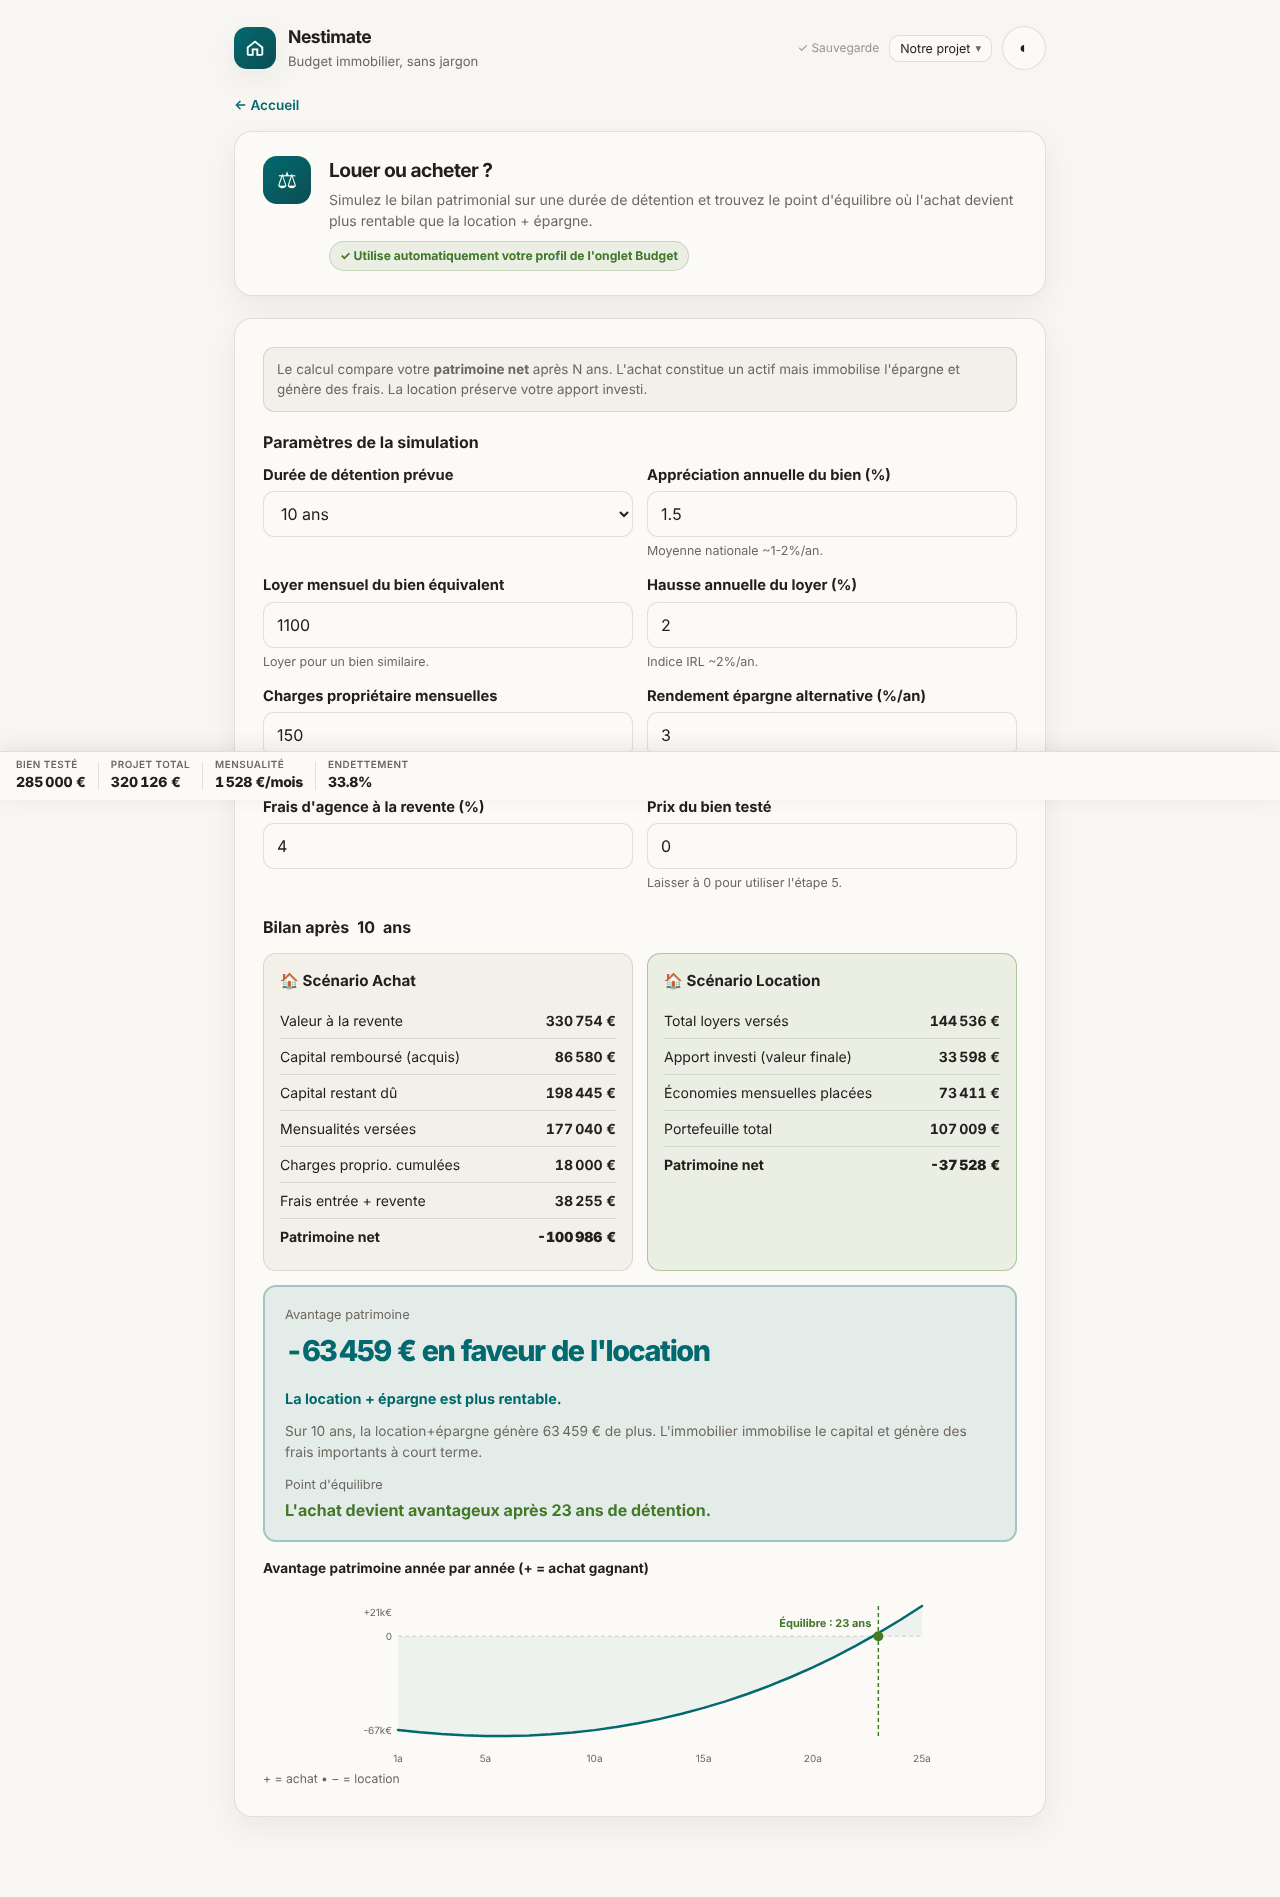 Nestimate
Budget immobilier, sans jargon
✓ Sauvegarde
Notre projet ▾
← Accueil
Louer ou acheter ?
Simulez le bilan patrimonial sur une durée de détention et trouvez le point d'équilibre où l'achat devient
plus rentable que la location + épargne.
✓ Utilise automatiquement votre profil de l'onglet Budget
Le calcul compare votre patrimoine net après N ans. L'achat constitue un actif mais immobilise l'épargne et
génère des frais. La location préserve votre apport investi.
Paramètres de la simulation
Durée de détention prévue
10 ans
Appréciation annuelle du bien (%)
1.5
Moyenne nationale ~1-2%/an.
Loyer mensuel du bien équivalent
1100
Loyer pour un bien similaire.
Hausse annuelle du loyer (%)
2
Indice IRL ~2%/an.
Charges propriétaire mensuelles
150
Rendement épargne alternative (%/an)
3
BIEN TESTÉ
285 000 €
PROJET TOTAL
320 126 €
MENSUALITÉ
1 528 €/mois
ENDETTEMENT
33.8%
Frais d'agence à la revente (%)
4
Prix du bien testé
0
Laisser à 0 pour utiliser l'étape 5.
Bilan après 10 ans
🏠 Scénario Achat
Valeur à la revente 330 754 €
Capital remboursé (acquis) 86 580 €
Capital restant dû 198 445 €
Mensualités versées 177 040 €
Charges proprio. cumulées 18 000 €
Frais entrée + revente 38 255 €
Patrimoine net -100 986 €
🏠 Scénario Location
Total loyers versés 144 536 €
Apport investi (valeur finale) 33 598 €
Économies mensuelles placées 73 411 €
Portefeuille total 107 009 €
Patrimoine net -37 528 €
Avantage patrimoine
-63 459 € en faveur de l'location
La location + épargne est plus rentable.
Sur 10 ans, la location+épargne génère 63 459 € de plus. L'immobilier immobilise le capital et génère des
frais importants à court terme.
Point d'équilibre
L'achat devient avantageux après 23 ans de détention.
Avantage patrimoine année par année (+ = achat gagnant)
+21k€
Équilibre : 23 ans
0
-67k€
1a 5a 10a 15a 20a 25a
+ = achat • − = location